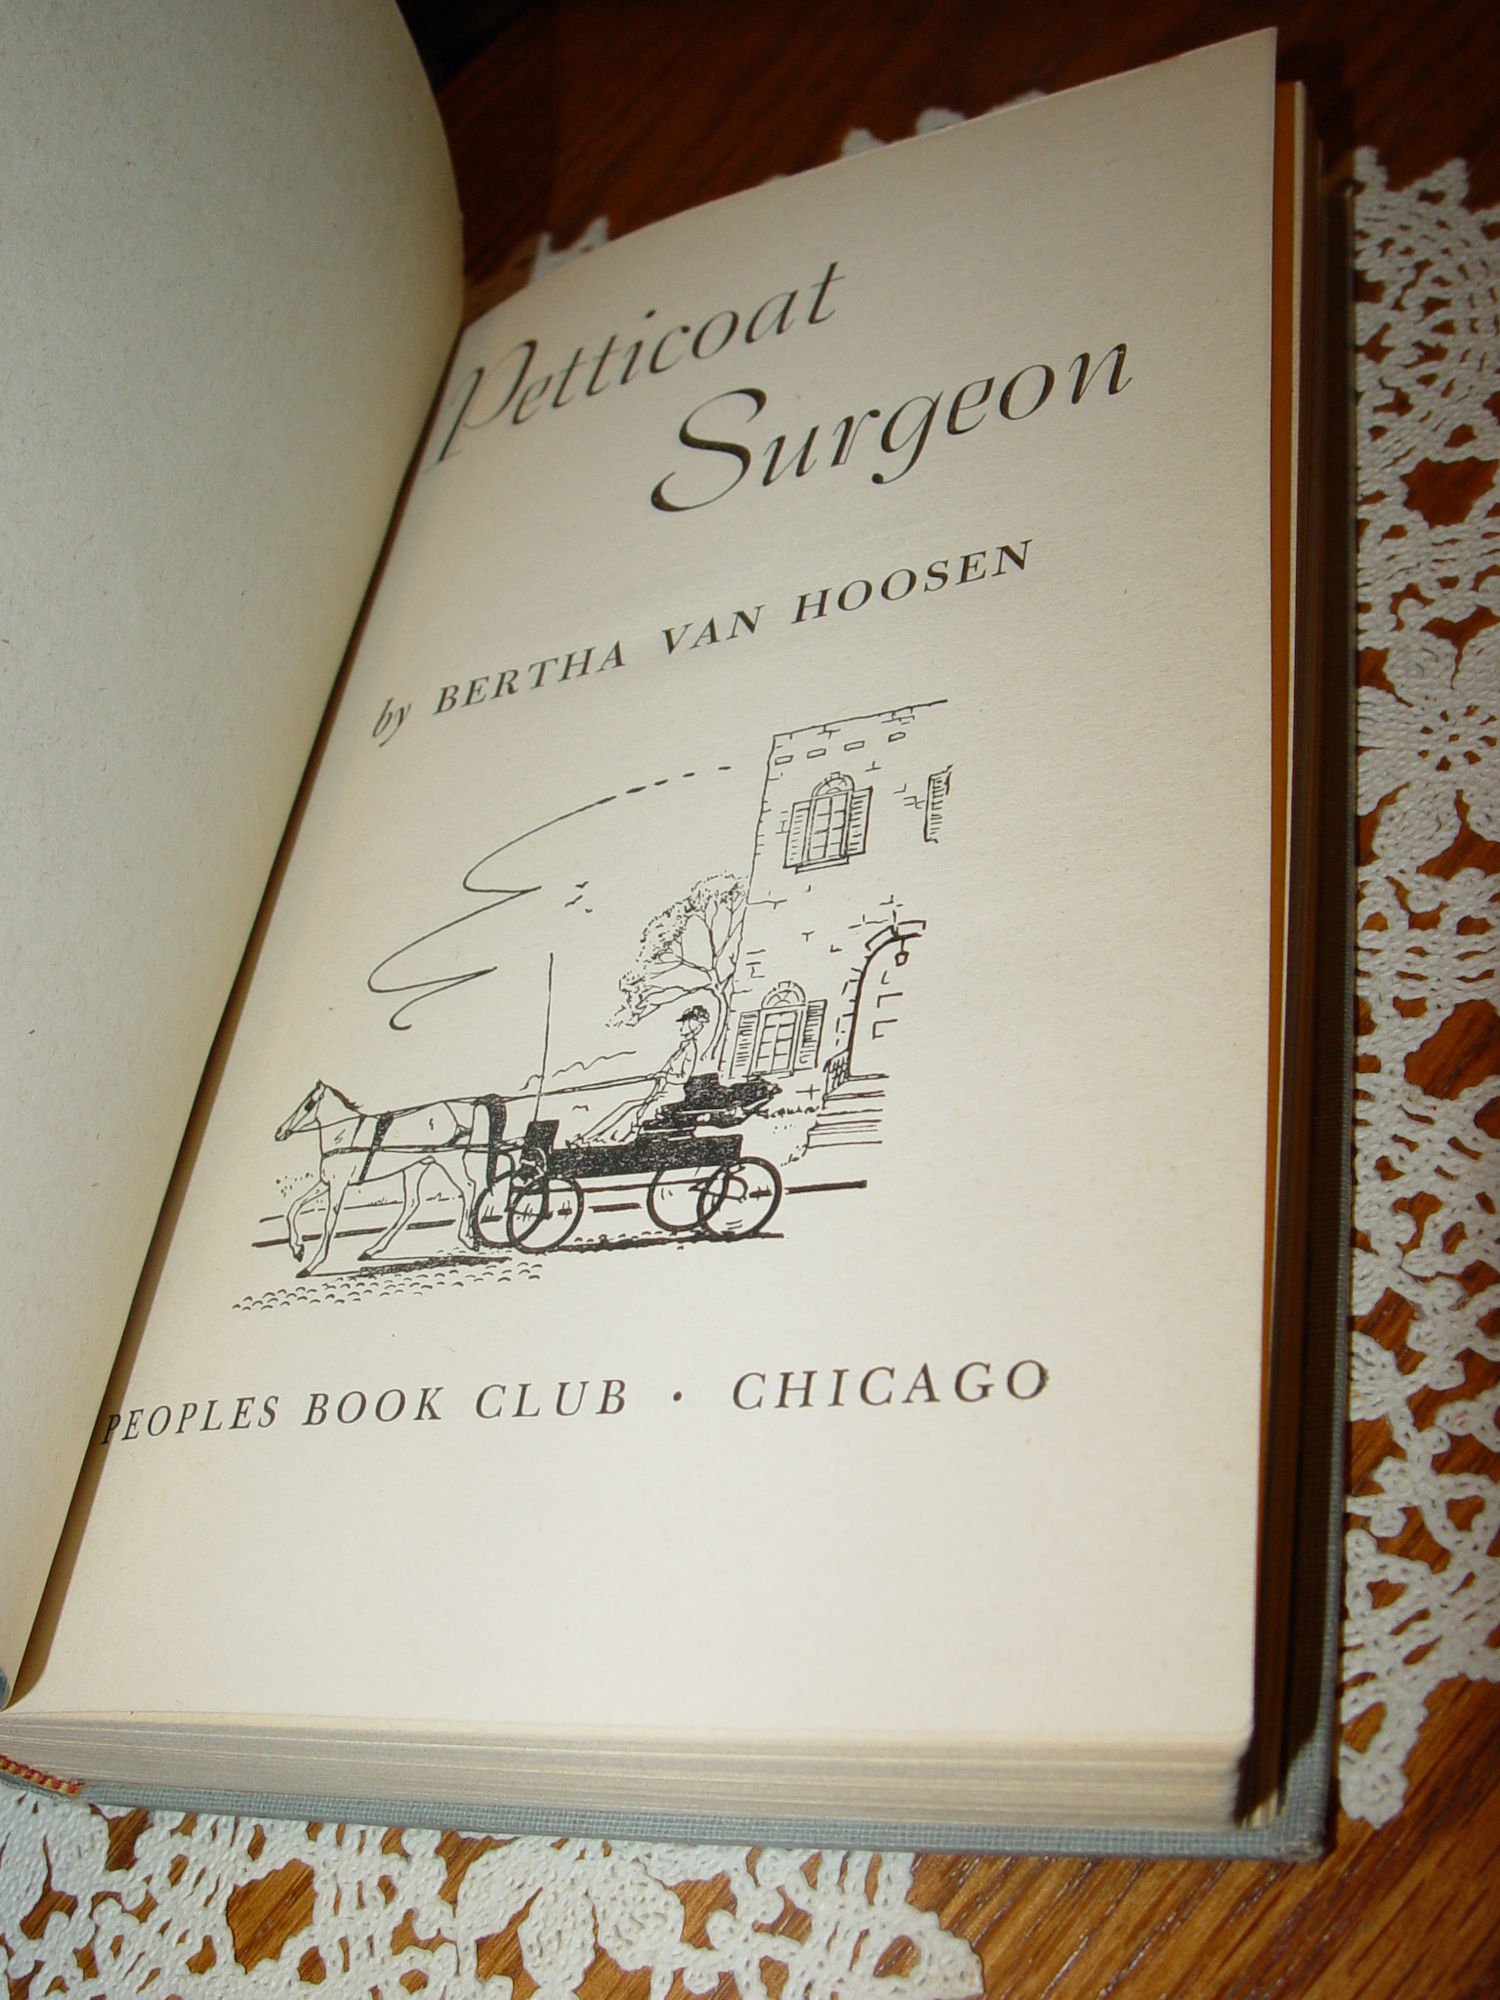 Petticoat
Surgeon
by BERTHA VAN HOOSEN
PEOPLES BOOK CLUB · CHICAGO